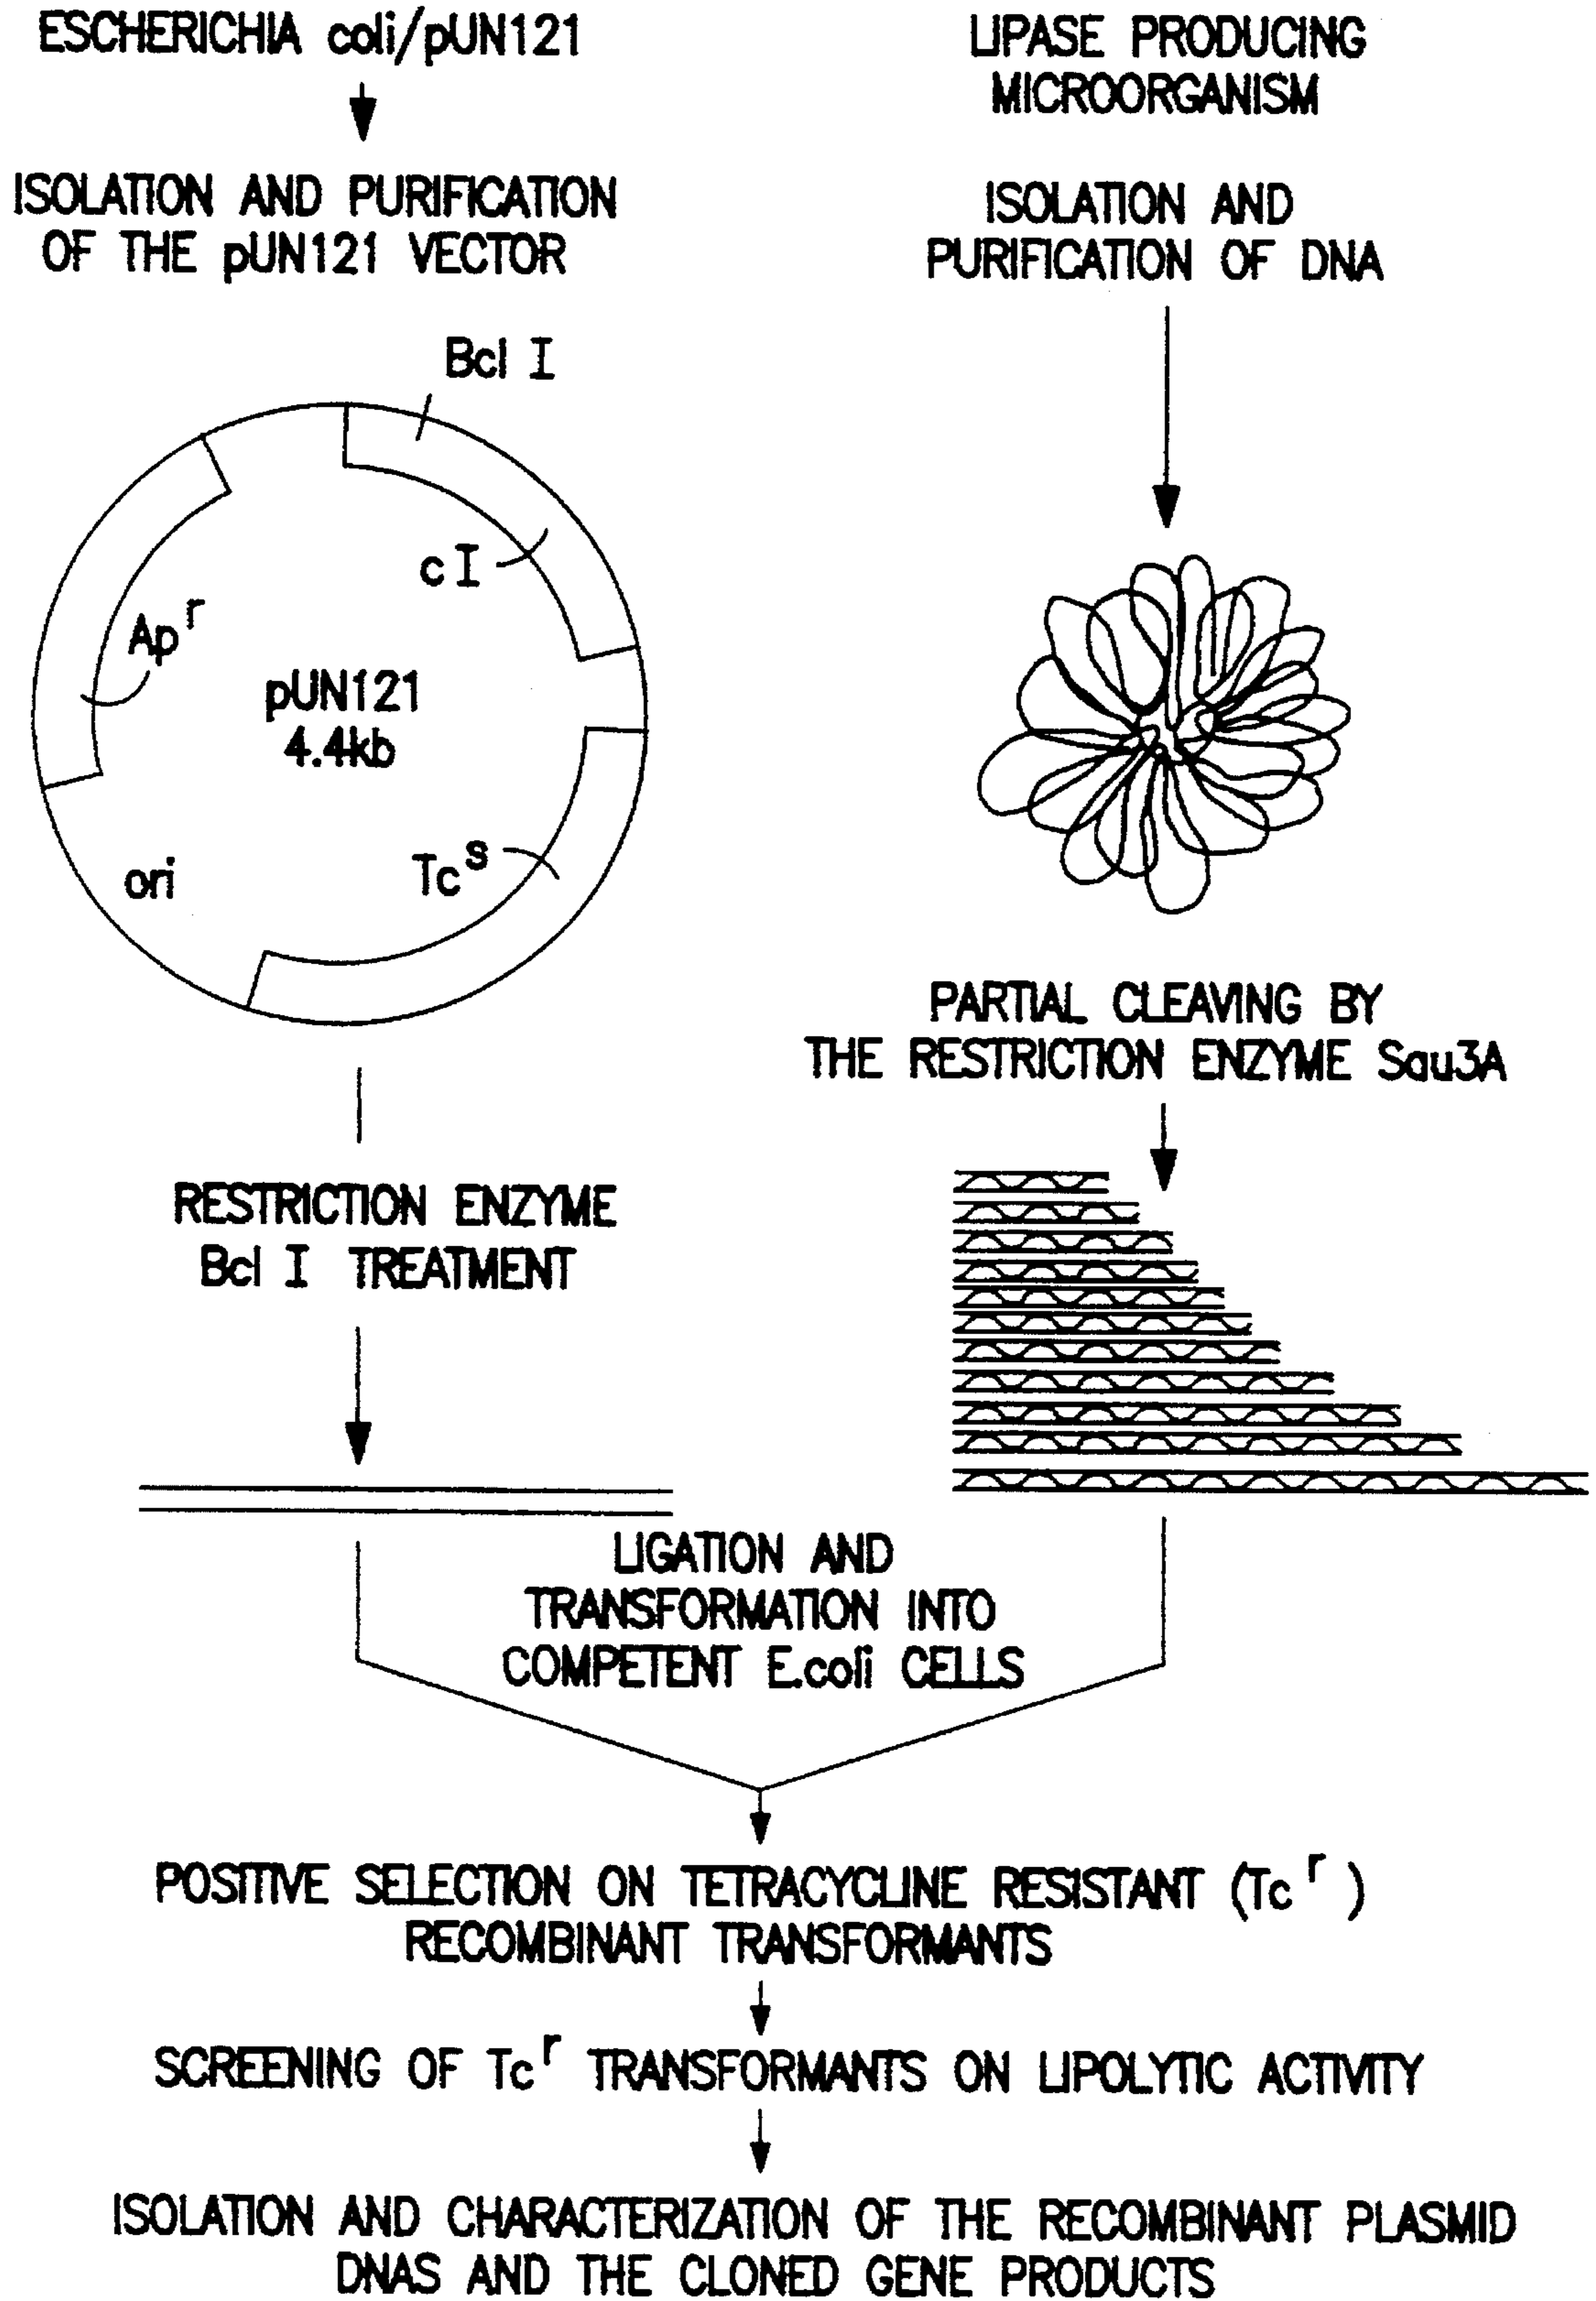 ESCHERICHIA coli/pUN121
ISOLATION AND PURIFICATION
OF THE pUN121 VECTOR
Bcl I
cI
Ap^r
pUN121
4.4kb
Tc^s
ori
RESTRICTION ENZYME
Bcl I TREATMENT
LIPASE PRODUCING
MICROORGANISM
ISOLATION AND
PURIFICATION OF DNA
PARTIAL CLEAVING BY
THE RESTRICTION ENZYME Sau3A
LIGATION AND
TRANSFORMATION INTO
COMPETENT E.coli CELLS
POSITIVE SELECTION ON TETRACYCLINE RESISTANT (Tc^r)
RECOMBINANT TRANSFORMANTS
SCREENING OF Tc^r TRANSFORMANTS ON LIPOLYTIC ACTIVITY
ISOLATION AND CHARACTERIZATION OF THE RECOMBINANT PLASMID
DNAS AND THE CLONED GENE PRODUCTS